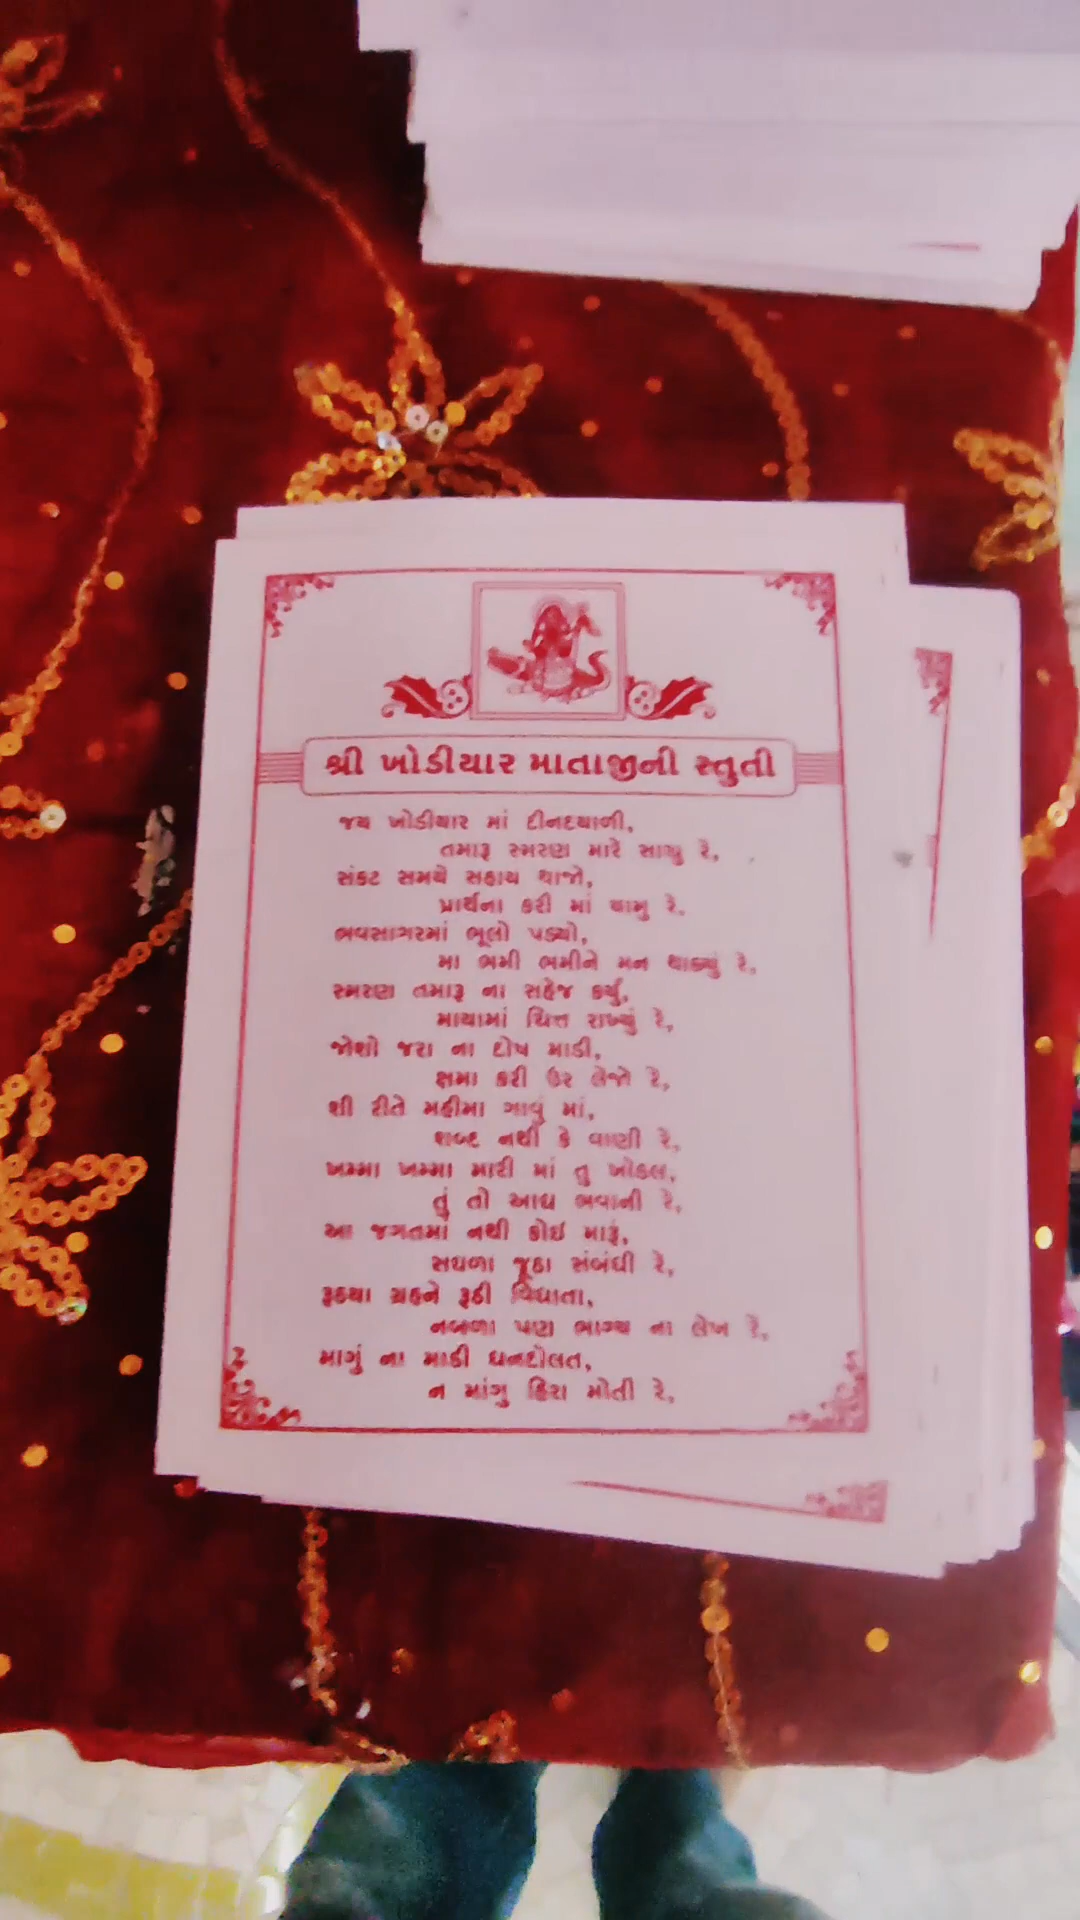 શ્રી ખોડીયાર માતાજીની સ્તુતી
જય ખોડીયાર માં દીનદયાળી,
તમારૂ સ્મરણ મારે સાચુ રે,
સંકટ સમયે સહાય થાજો,
પ્રાર્થના કરી માં યાચુ રે.
ભવસાગરમાં ભૂલો પડ્યો,
મા ભમી ભમીને મન થાક્યું રે,
સ્મરણ તમારૂ ના સહેજ કર્યું,
માયામાં ચિત્ત રાખ્યું રે,
જોશો જરા ના દોષ માડી,
ક્ષમા કરી ઉર લેજો રે,
શી રીતે મહીમા ગાવું માં,
શબ્દ નથી કે વાણી રે,
ખમ્મા ખમ્મા મારી માં તુ ખોડલ,
તું તો આદ્ય ભવાની રે,
આ જગતમાં નથી કોઇ મારૂં,
સઘળા જૂઠા સંબંધી રે,
રૂઠયા ગ્રહને રૂઠી વિધાતા,
નબળા પણ ભાગ્ય ના લેખ રે,
માગું ના માડી ધનદોલત,
ન માંગુ હિરા મોતી રે,